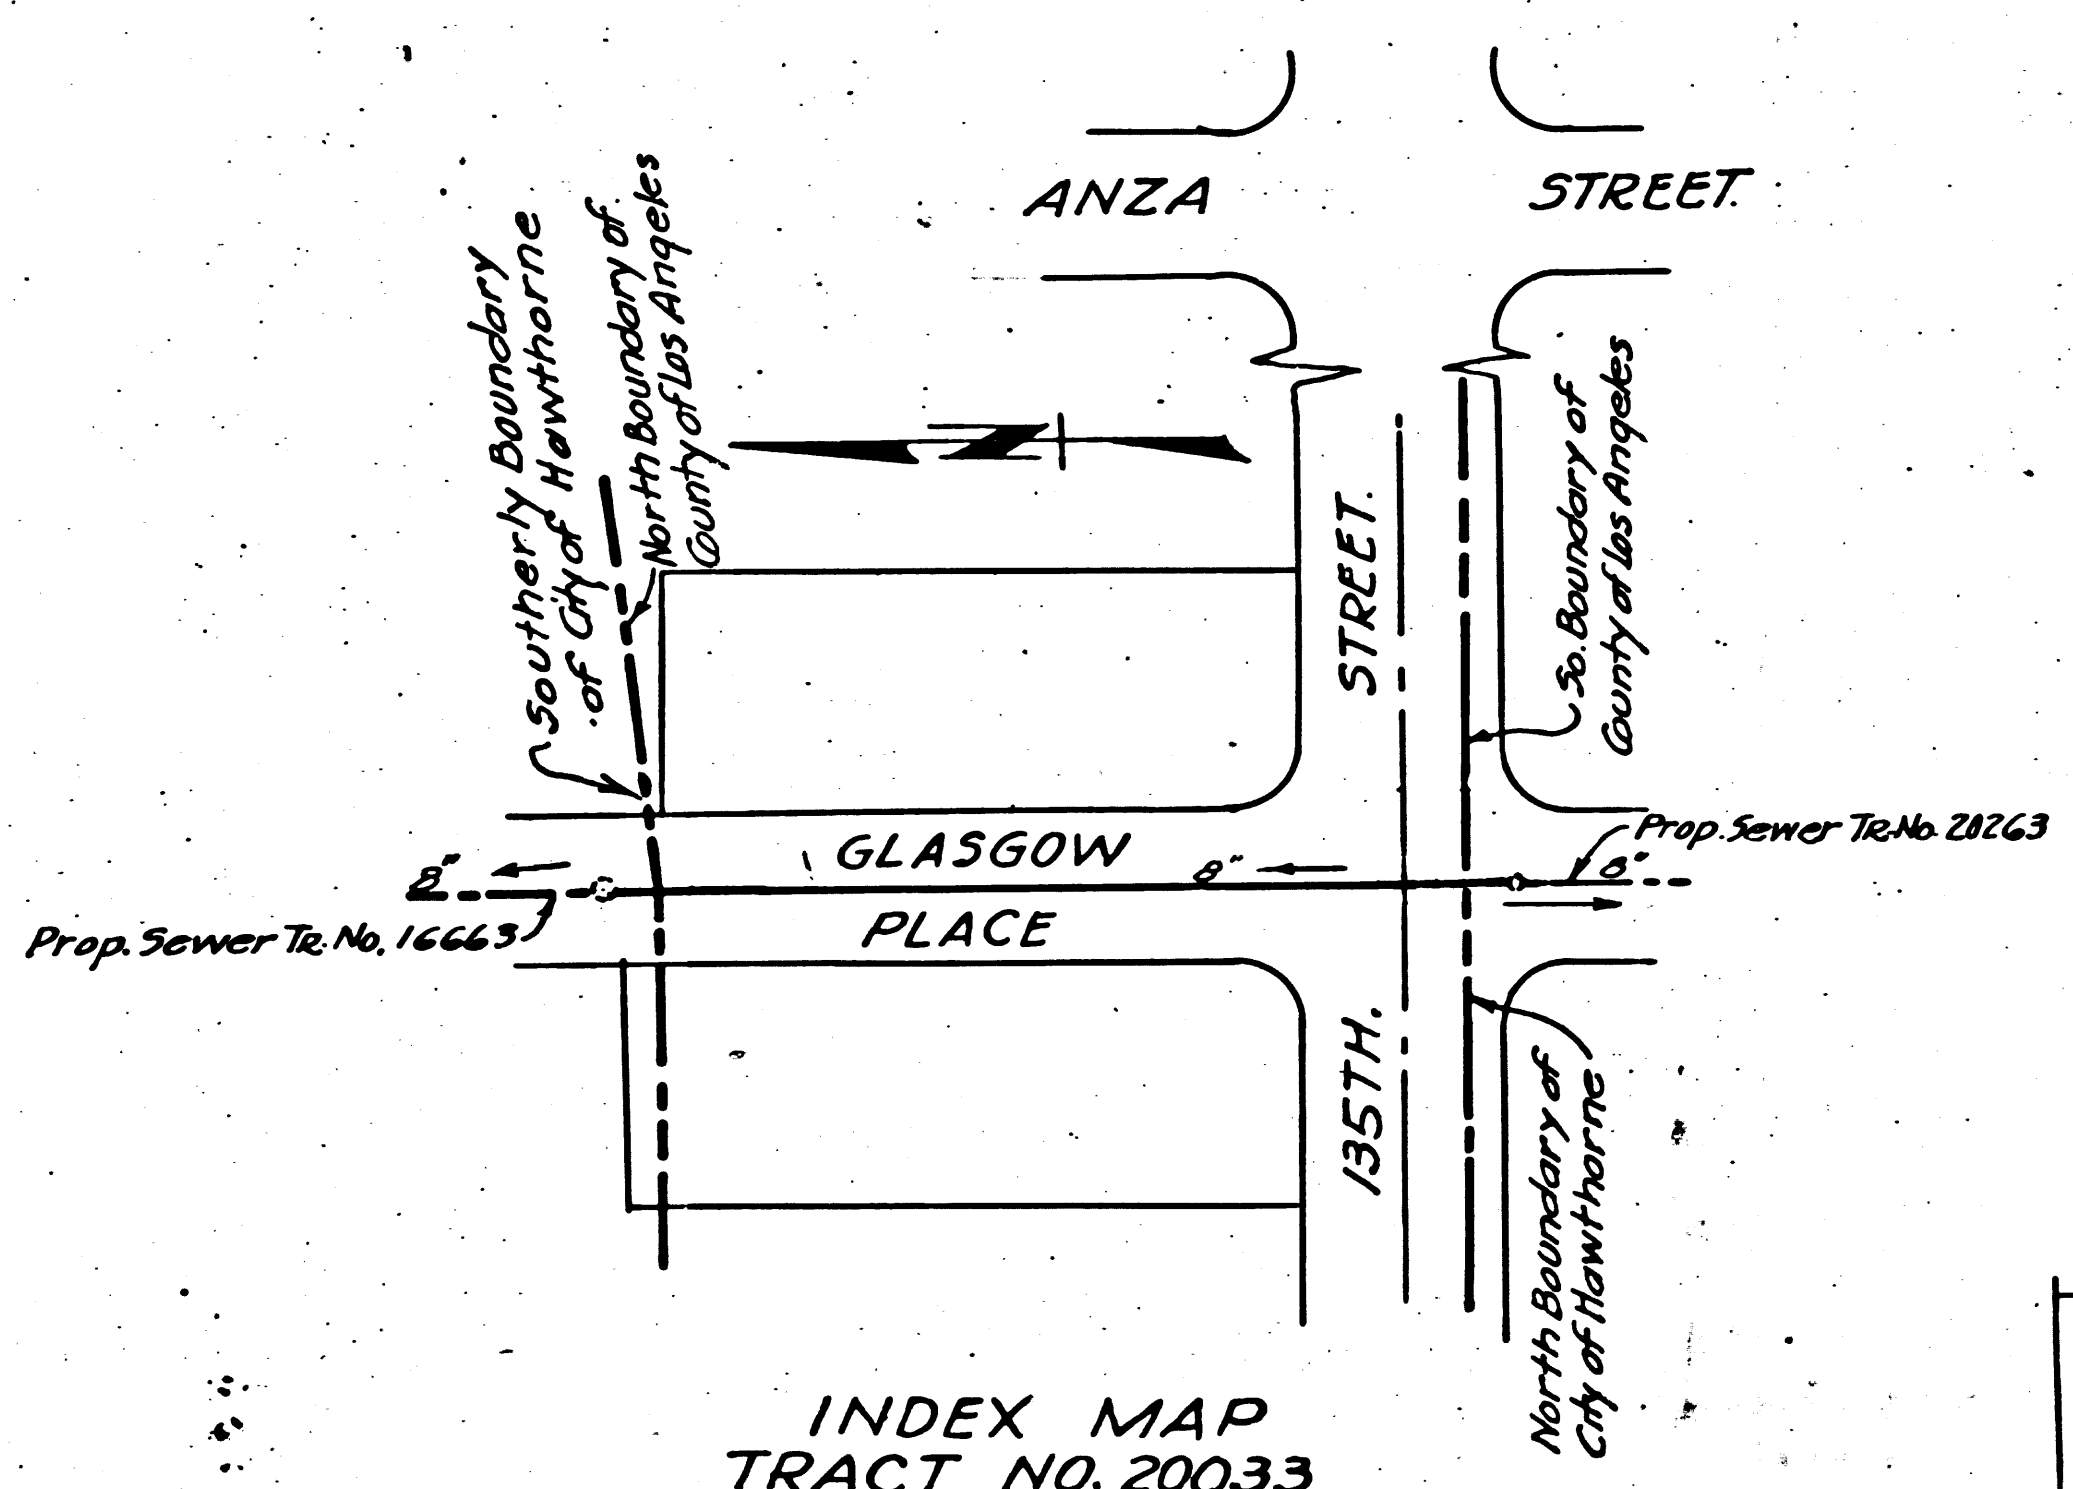 ANZA STREET.
Southerly Boundary
of City of Hawthorne
North Boundary of
County of Los Angeles
So. Boundary of
County of Los Angeles
STREET.
135TH.
GLASGOW
PLACE
8"
8"
8"
Prop. Sewer TR. No. 20263
Prop. Sewer TR. No. 16663
North Boundary of
City of Hawthorne
INDEX MAP
TRACT NO. 20033